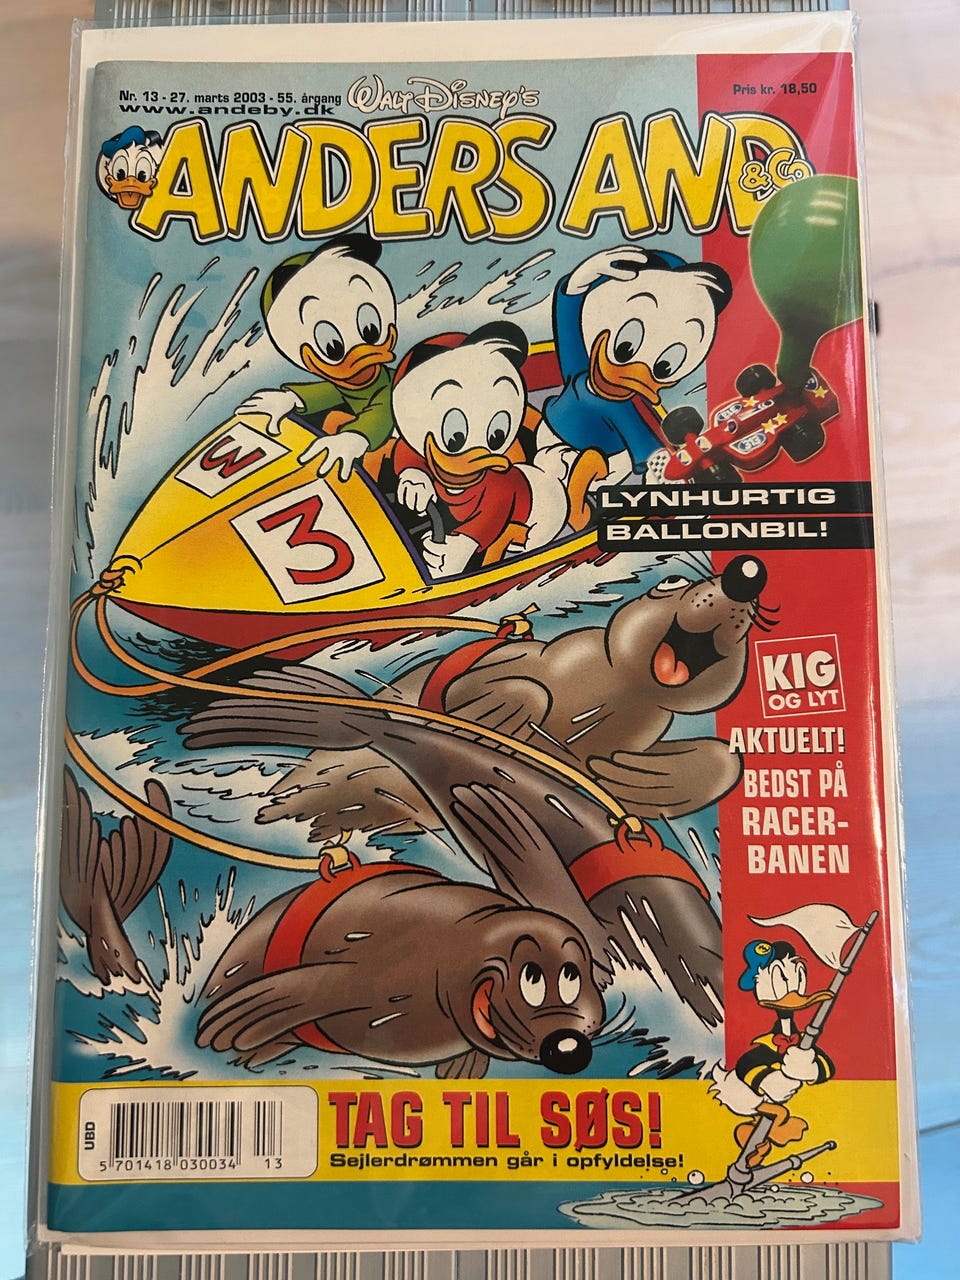 Nr. 13 - 27. marts 2003 - 55. årgang
www.andeby.dk
Walt Disney's
Pris kr. 18,50
ANDERS AND
& Co
3
3
313
LYNHURTIG
BALLONBIL!
KIG
OG LYT
AKTUELT!
BEDST PÅ
RACER-
BANEN
UBD
5 701418 030034 13
TAG TIL SØS!
Sejlerdrømmen går i opfyldelse!